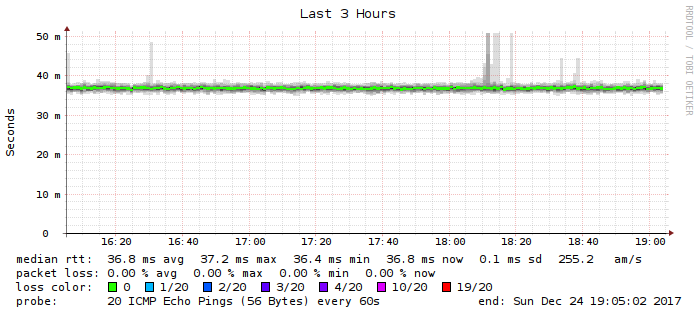 Last 3 Hours
RRDTOOL / TOBI OETIKER
Seconds
50 m
40 m
30 m
20 m
10 m
0
16:20 16:40 17:00 17:20 17:40 18:00 18:20 18:40 19:00
median rtt: 36.8 ms avg 37.2 ms max 36.4 ms min 36.8 ms now 0.1 ms sd 255.2 am/s
packet loss: 0.00 % avg 0.00 % max 0.00 % min 0.00 % now
loss color: 0 1/20 2/20 3/20 4/20 10/20 19/20
probe: 20 ICMP Echo Pings (56 Bytes) every 60s end: Sun Dec 24 19:05:02 2017